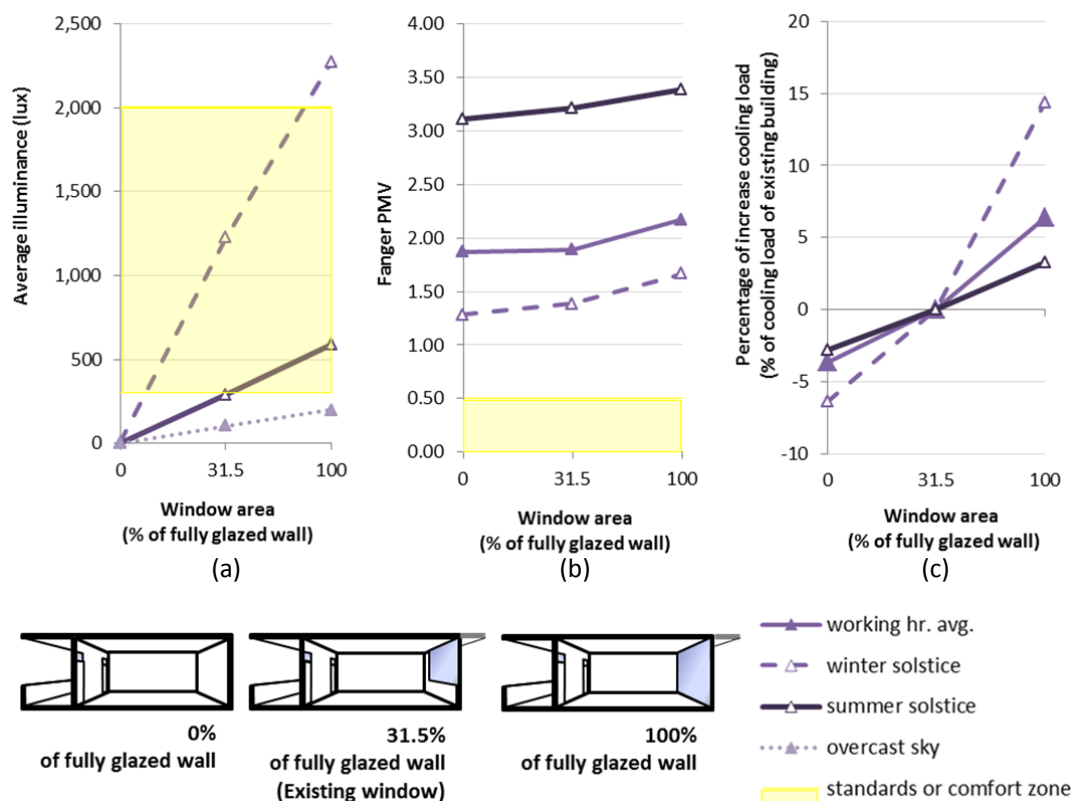 Average illuminance (lux)
2,500
2,000
1,500
1,000
500
0
0
31.5
100
Window area
(% of fully glazed wall)
(a)
Fanger PMV
4.00
3.50
3.00
2.50
2.00
1.50
1.00
0.50
0.00
0
31.5
100
Window area
(% of fully glazed wall)
(b)
Percentage of increase cooling load
(% of cooling load of existing building)
20
15
10
5
0
-5
-10
0
31.5
100
Window area
(% of fully glazed wall)
(c)
0%
of fully glazed wall
31.5%
of fully glazed wall
(Existing window)
100%
of fully glazed wall
working hr. avg.
winter solstice
summer solstice
overcast sky
standards or comfort zone